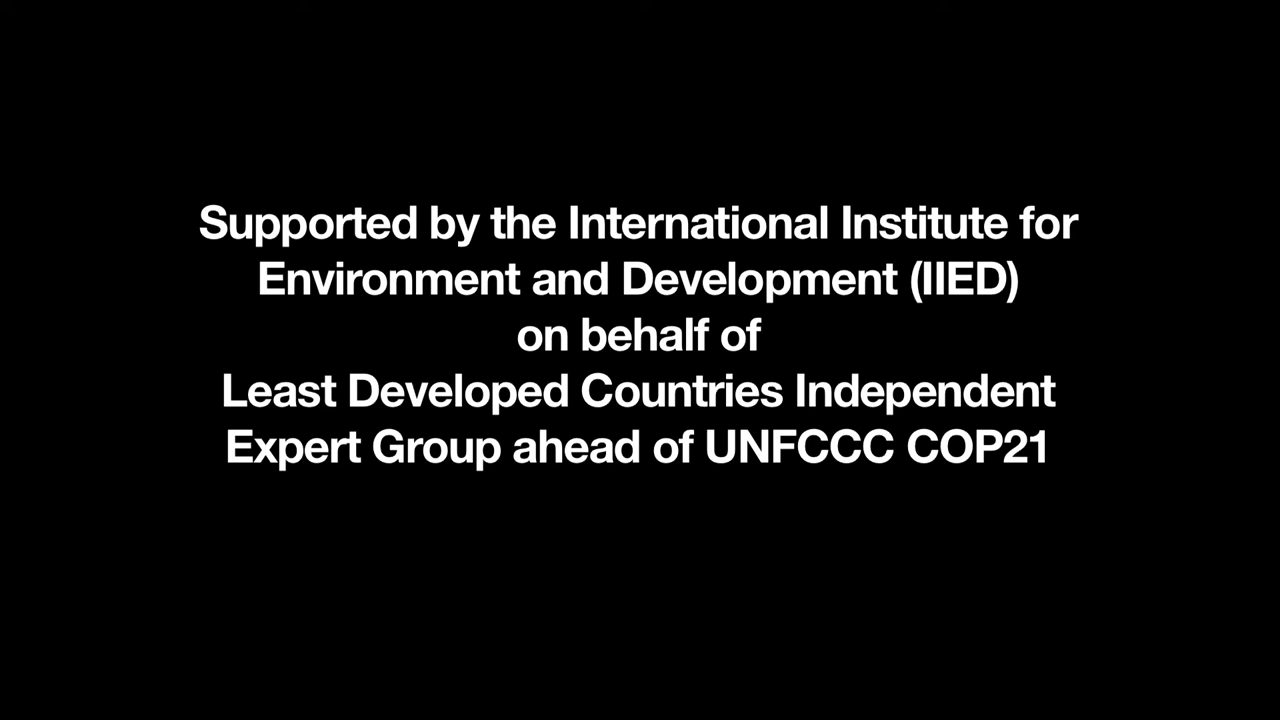 Supported by the International Institute for
Environment and Development (IIED)
on behalf of
Least Developed Countries Independent
Expert Group ahead of UNFCCC COP21